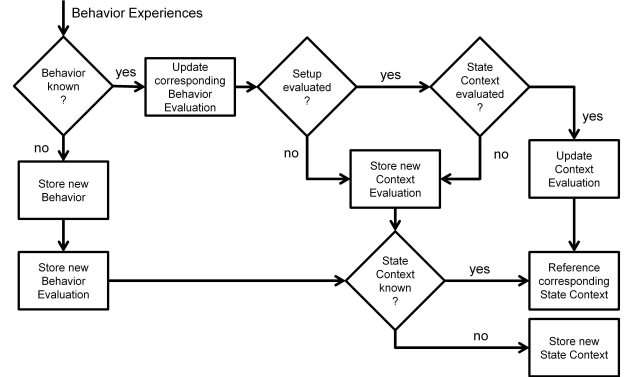 Behavior Experiences
Behavior
known
?
yes
Update
corresponding
Behavior
Evaluation
Setup
evaluated
?
yes
State
Context
evaluated
?
yes
no
no
no
Store new
Behavior
Store new
Context
Evaluation
Update
Context
Evaluation
Store new
Behavior
Evaluation
State
Context
known
?
yes
Reference
corresponding
State Context
no
Store new
State Context